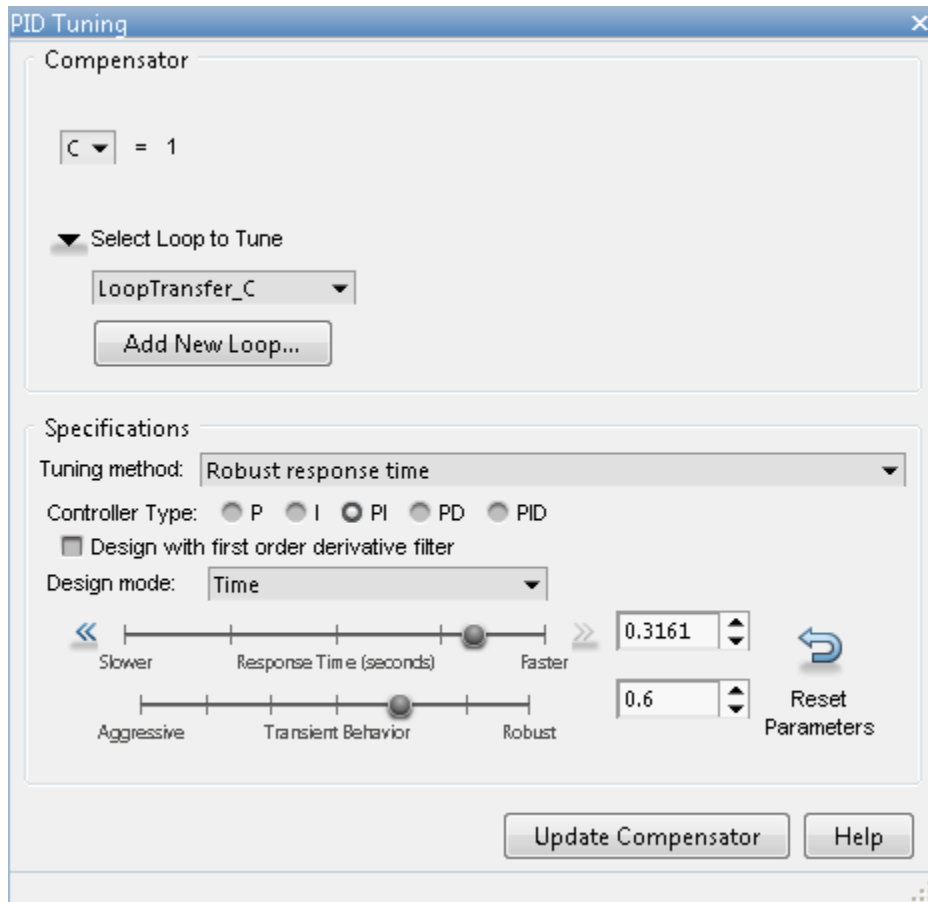 PID Tuning
Compensator
C = 1
Select Loop to Tune
LoopTransfer_C
Add New Loop...
Specifications
Tuning method: Robust response time
Controller Type: P I PI PD PID
Design with first order derivative filter
Design mode: Time
0.3161
Slower Response Time (seconds) Faster
0.6
Aggressive Transient Behavior Robust
Reset
Parameters
Update Compensator Help